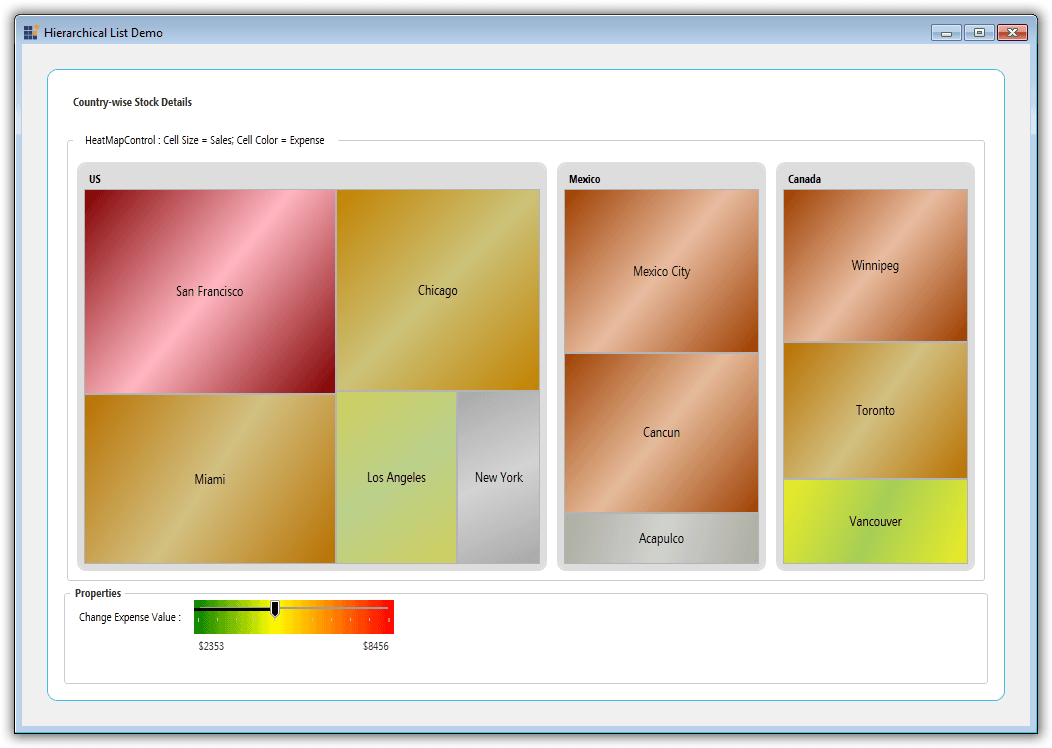 Hierarchical List Demo
Country-wise Stock Details
HeatMapControl : Cell Size = Sales; Cell Color = Expense
US
Mexico
Canada
San Francisco
Chicago
Miami
Los Angeles
New York
Mexico City
Cancun
Acapulco
Winnipeg
Toronto
Vancouver
Properties
Change Expense Value :
$2353
$8456